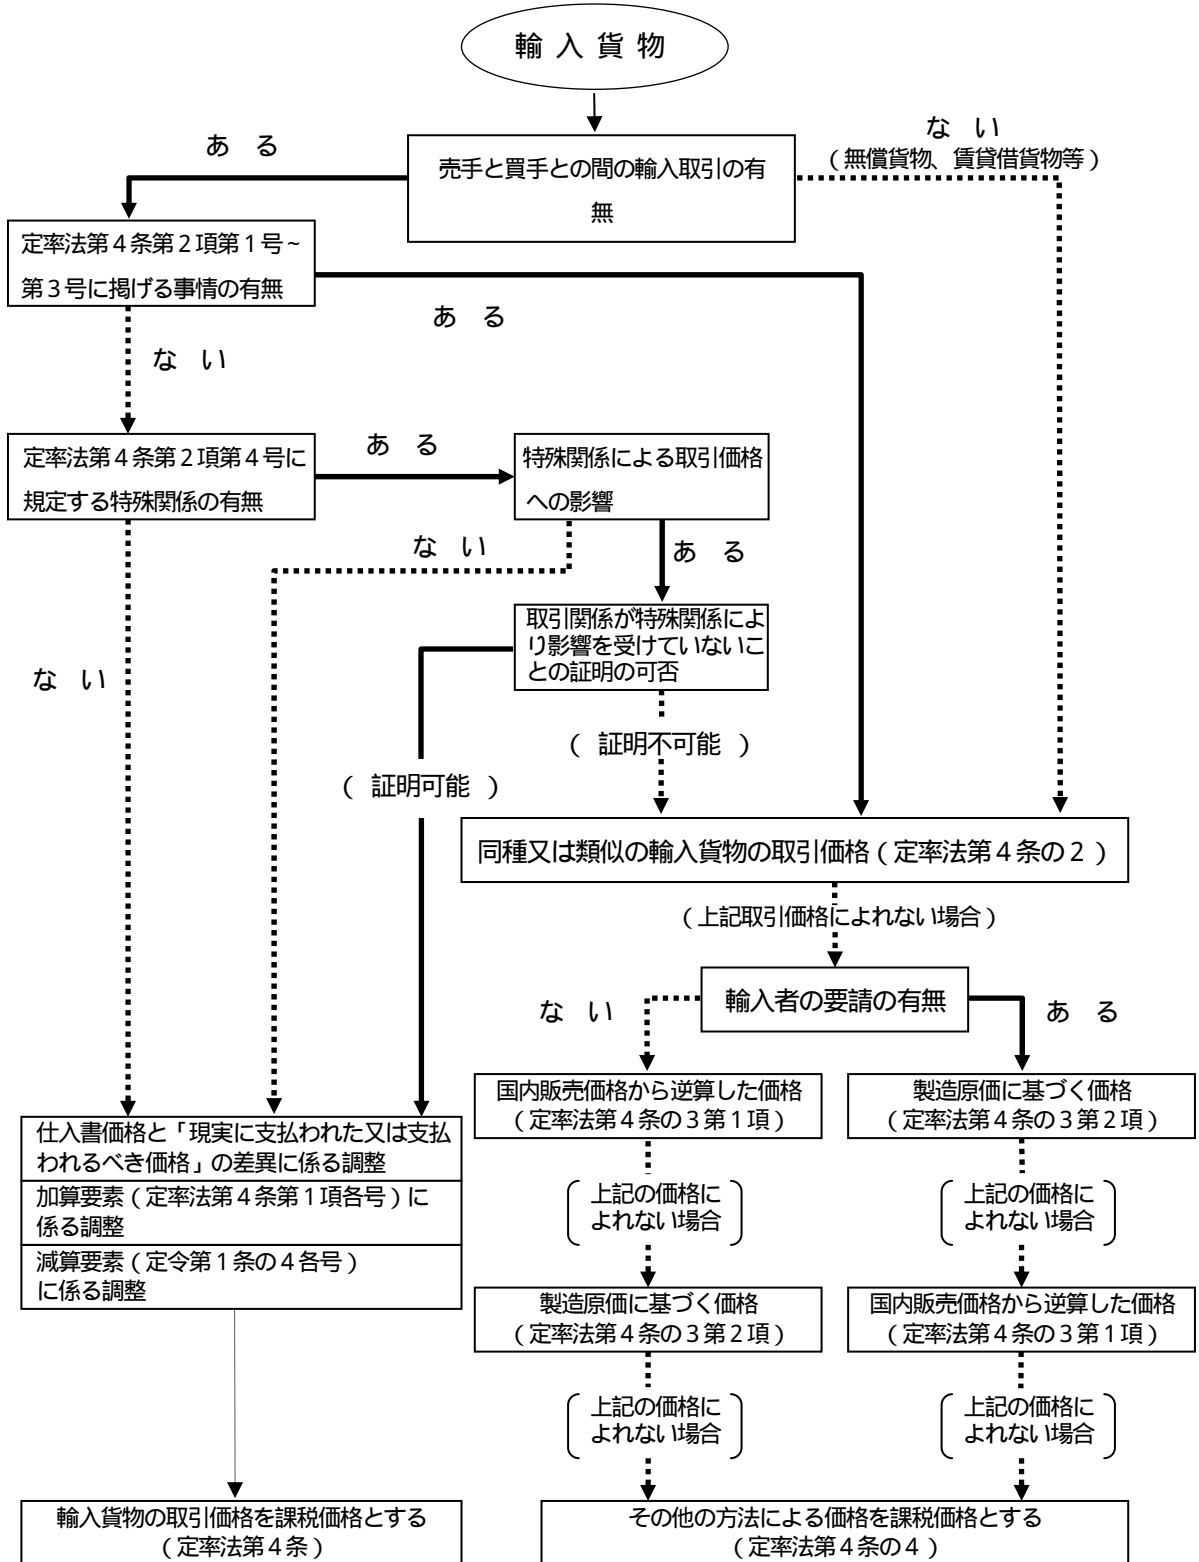 輸 入 貨 物
あ る
な い
（無償貨物、賃貸借貨物等）
売手と買手との間の輸入取引の有
無
定率法第４条第２項第１号~
第３号に掲げる事情の有無
あ る
な い
定率法第４条第２項第４号に
規定する特殊関係の有無
あ る
特殊関係による取引価格
への影響
な い
あ る
取引関係が特殊関係によ
り影響を受けていないこ
との証明の可否
な い
（ 証明不可能 ）
（ 証明可能 ）
同種又は類似の輸入貨物の取引価格（定率法第４条の２）
（上記取引価格によれない場合）
輸入者の要請の有無
な い
あ る
国内販売価格から逆算した価格
（定率法第４条の３第１項）
製造原価に基づく価格
（定率法第４条の３第２項）
仕入書価格と「現実に支払われた又は支払
われるべき価格」の差異に係る調整
加算要素（定率法第４条第１項各号）に
係る調整
減算要素（定令第１条の４各号）
に係る調整
上記の価格に
よれない場合
上記の価格に
よれない場合
製造原価に基づく価格
（定率法第４条の３第２項）
国内販売価格から逆算した価格
（定率法第４条の３第１項）
上記の価格に
よれない場合
上記の価格に
よれない場合
輸入貨物の取引価格を課税価格とする
（定率法第４条）
その他の方法による価格を課税価格とする
（定率法第４条の４）